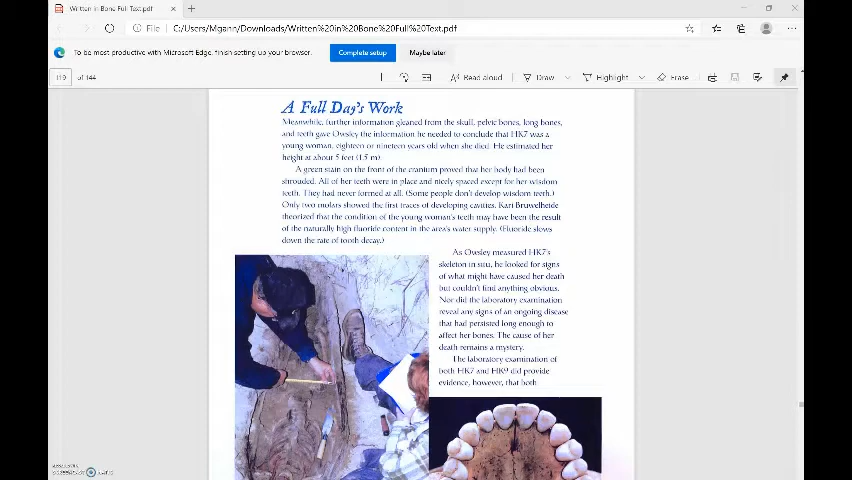 Written in Bone Full Text.pdf
File
C:/Users/Mgann/Downloads/Written%20in%20Bone%20Full%20Text.pdf
To be most productive with Microsoft Edge, finish setting up your browser.
Complete setup
Maybe later
119 of 144
Read aloud
Draw
Highlight
Erase
A Full Day's Work
Meanwhile, further information gleaned from the skull, pelvic bones, long bones,
and teeth gave Owsley the information he needed to conclude that HK7 was a
young woman, eighteen or nineteen years old when she died. He estimated her
height at about 5 feet (1.5 m).
A green stain on the front of the cranium proved that her body had been
shrouded. All of her teeth were in place and nicely spaced except for her wisdom
teeth. They had never formed at all. (Some people don't develop wisdom teeth.)
Only two molars showed the first traces of developing cavities. Kari Bruwelheide
theorized that the condition of the young woman's teeth may have been the result
of the naturally high fluoride content in the area's water supply. (Fluoride slows
down the rate of tooth decay.)
As Owsley measured HK7's
skeleton in situ, he looked for signs
of what might have caused her death
but couldn't find anything obvious.
Nor did the laboratory examination
reveal any signs of an ongoing disease
that had persisted long enough to
affect her bones. The cause of her
death remains a mystery.
The laboratory examination of
both HK7 and HK9 did provide
evidence, however, that both